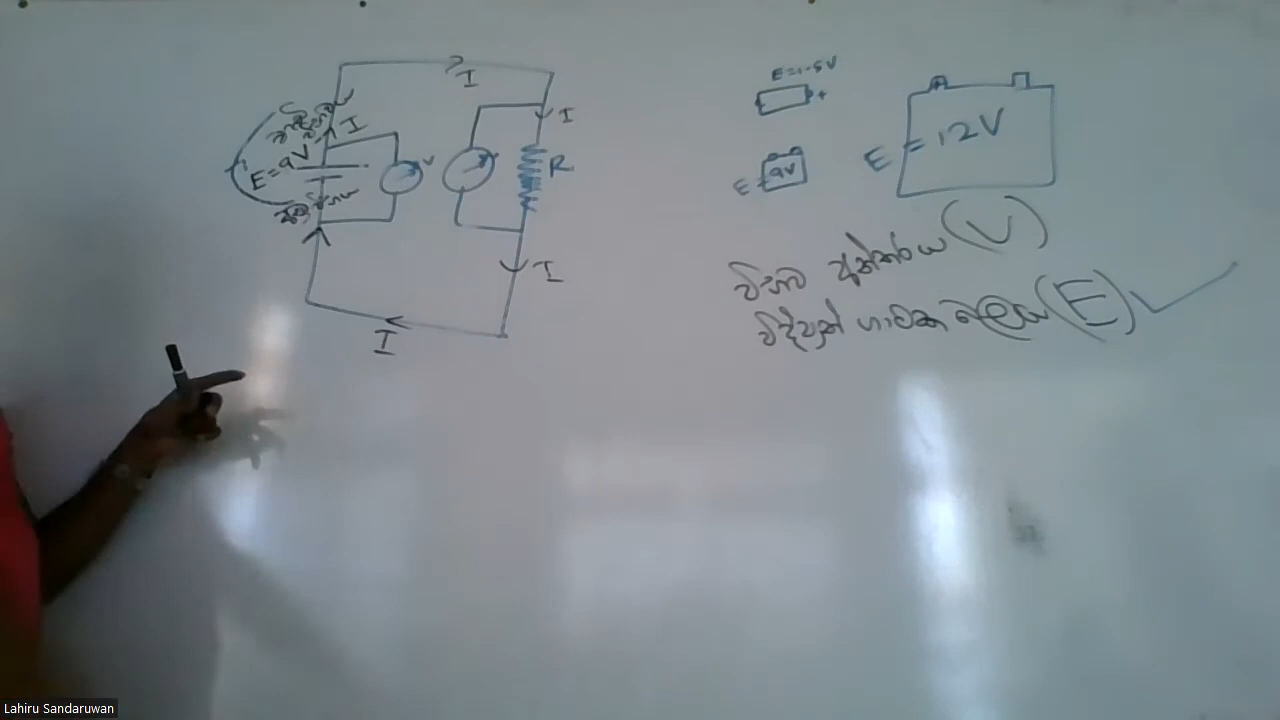 I
I
I
E=9V
V
R
I
I
E=1.5V
+
E=9V
E = 12V
විභව අන්තරය (V)
විද්යුත් ගාමක බලය (E) ✓
Lahiru Sandaruwan